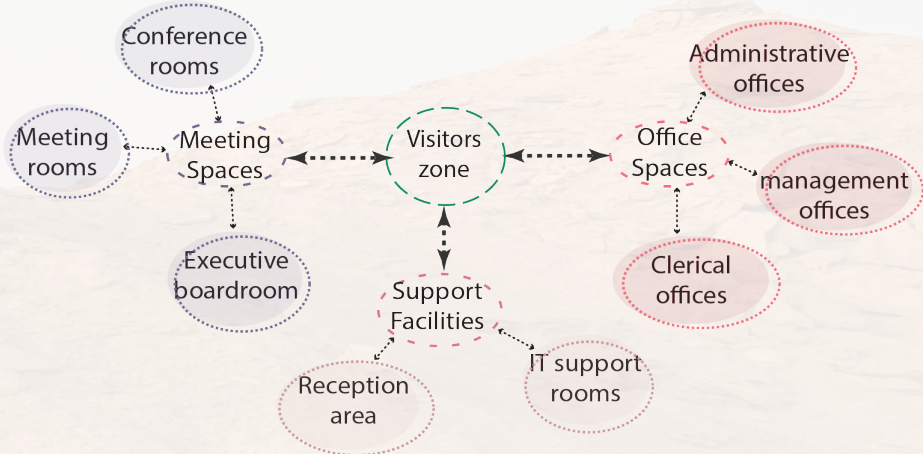 Conference
rooms
Administrative
offices
Meeting
rooms
Meeting
Spaces
Visitors
zone
Office
Spaces
management
offices
Executive
boardroom
Clerical
offices
Support
Facilities
Reception
area
IT support
rooms